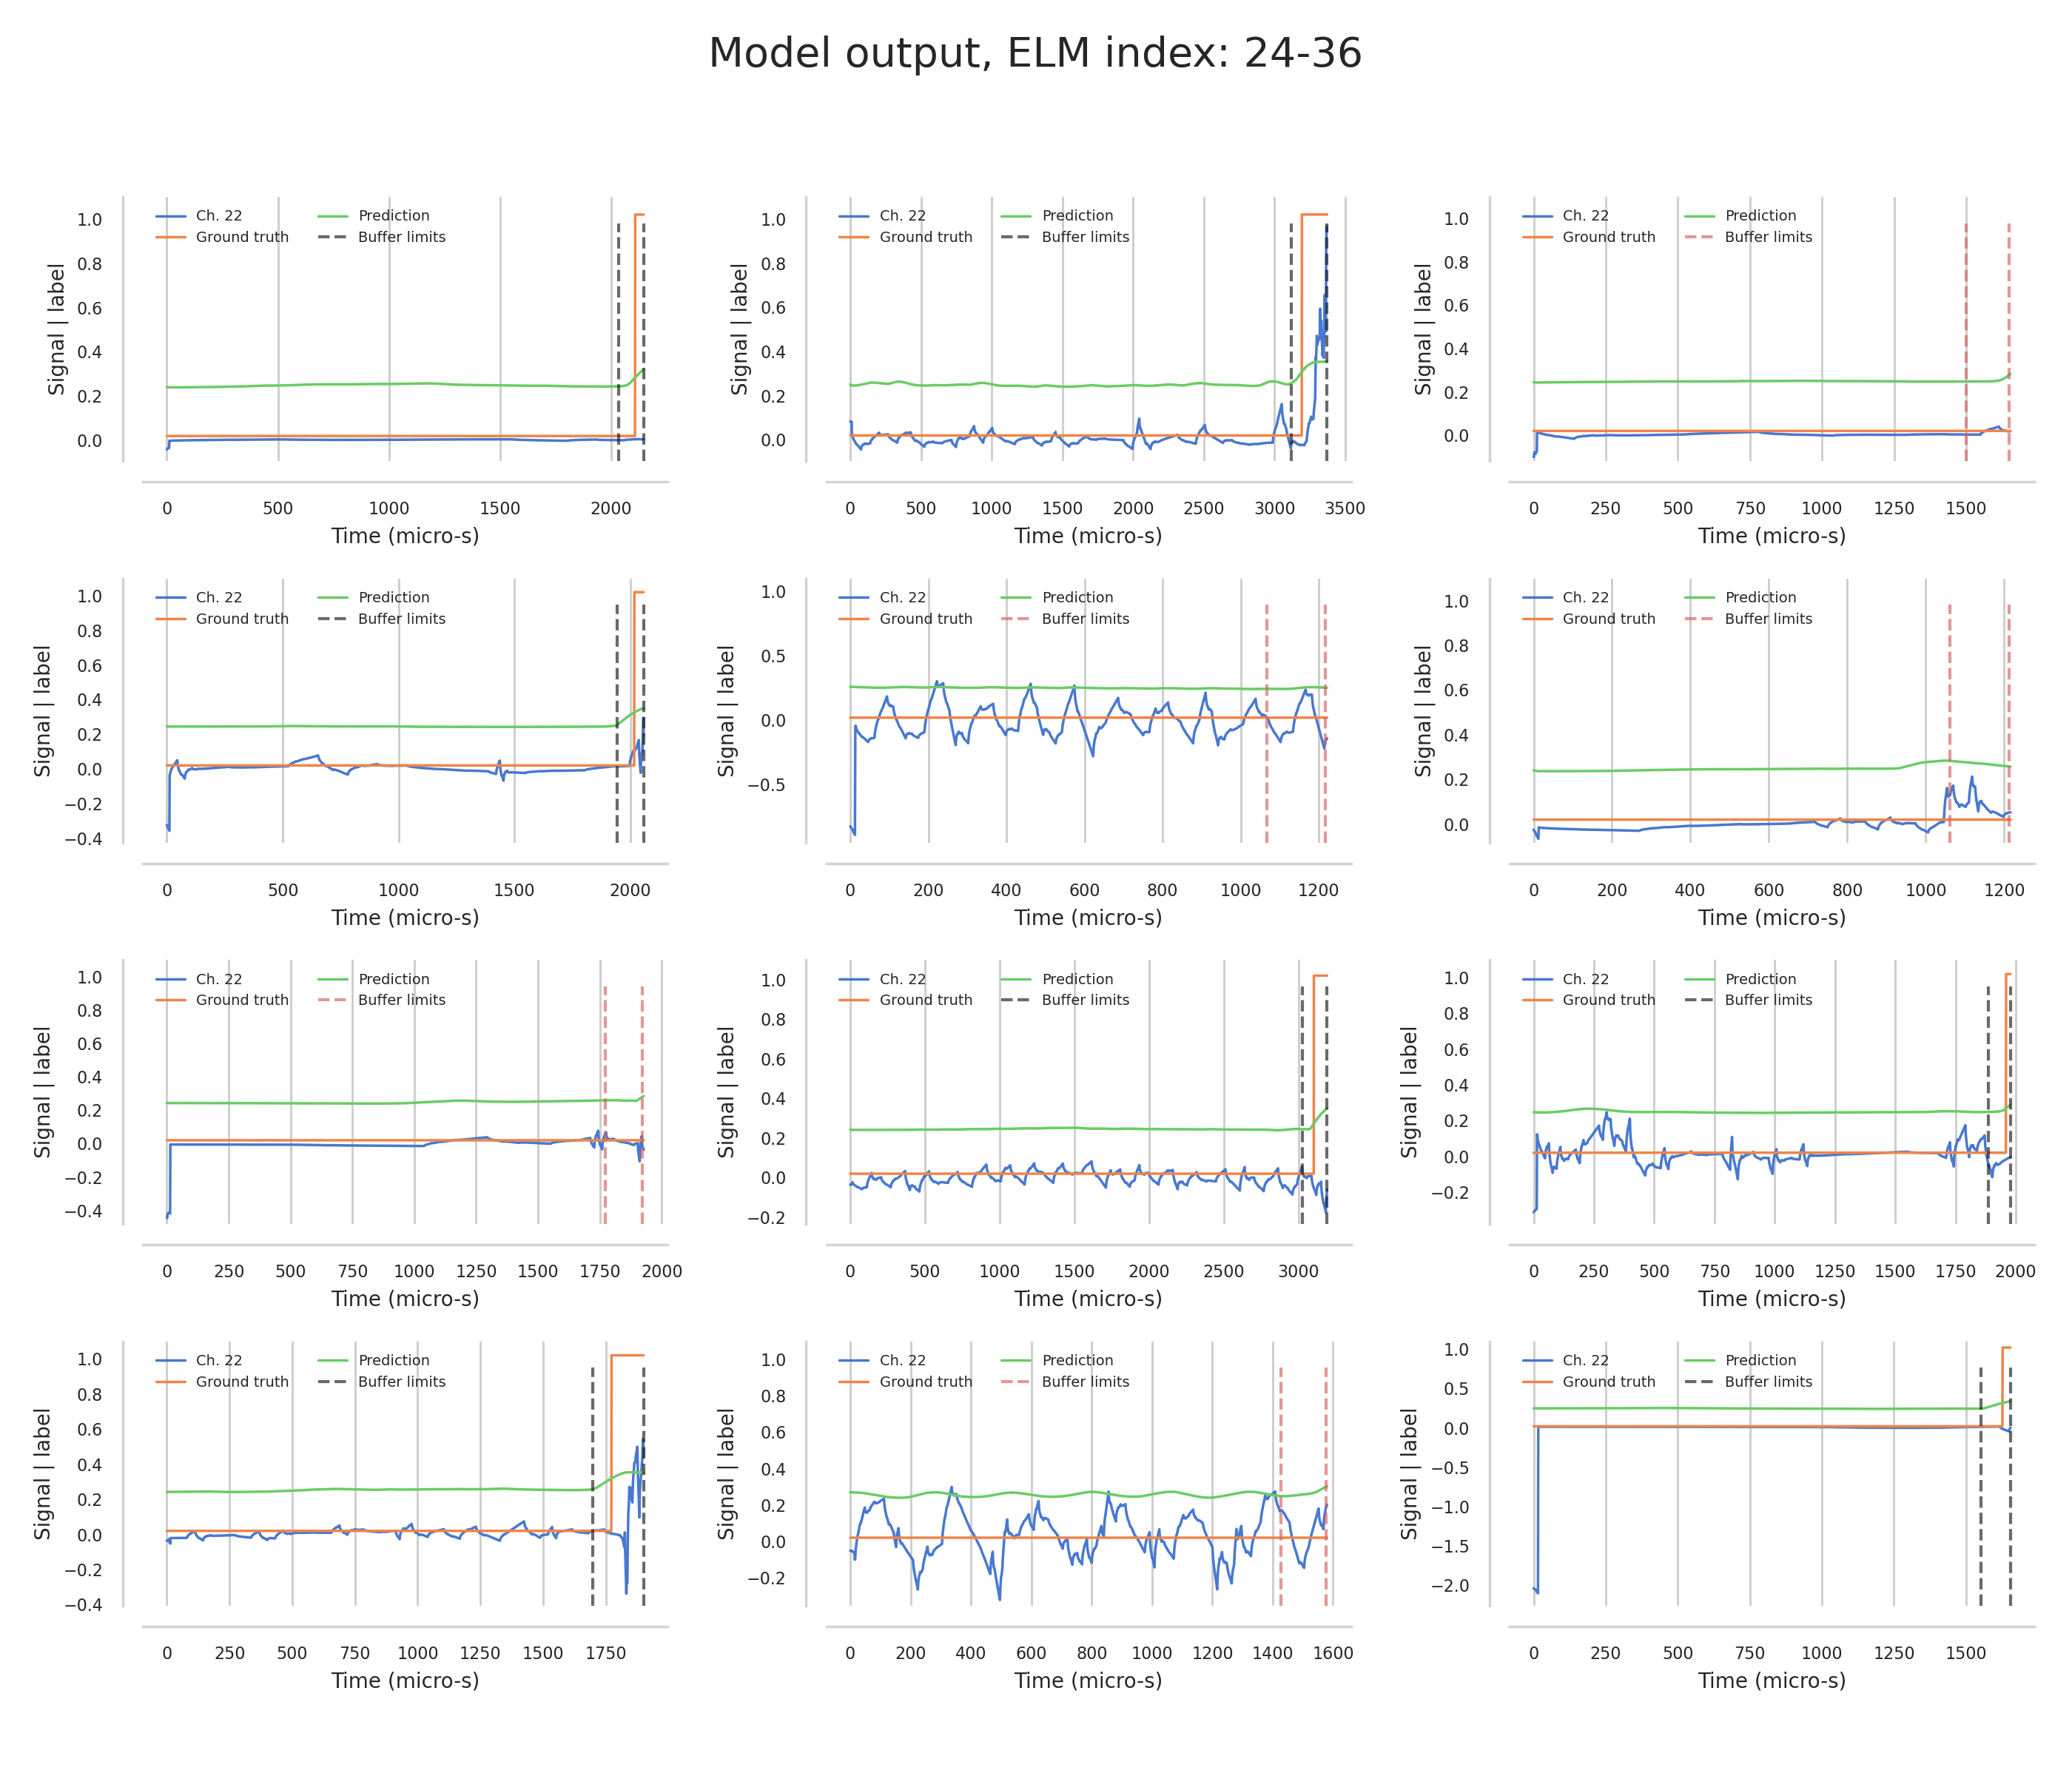 Model output, ELM index: 24-36
Ch. 22 Prediction
Ground truth Buffer limits
Signal | label
1.0
0.8
0.6
0.4
0.2
0.0
0 500 1000 1500 2000
Time (micro-s)
Ch. 22 Prediction
Ground truth Buffer limits
Signal | label
1.0
0.8
0.6
0.4
0.2
0.0
0 500 1000 1500 2000 2500 3000 3500
Time (micro-s)
Ch. 22 Prediction
Ground truth Buffer limits
Signal | label
1.0
0.8
0.6
0.4
0.2
0.0
0 250 500 750 1000 1250 1500
Time (micro-s)
Ch. 22 Prediction
Ground truth Buffer limits
Signal | label
1.0
0.8
0.6
0.4
0.2
0.0
−0.2
−0.4
0 500 1000 1500 2000
Time (micro-s)
Ch. 22 Prediction
Ground truth Buffer limits
Signal | label
1.0
0.5
0.0
−0.5
0 200 400 600 800 1000 1200
Time (micro-s)
Ch. 22 Prediction
Ground truth Buffer limits
Signal | label
1.0
0.8
0.6
0.4
0.2
0.0
0 200 400 600 800 1000 1200
Time (micro-s)
Ch. 22 Prediction
Ground truth Buffer limits
Signal | label
1.0
0.8
0.6
0.4
0.2
0.0
−0.2
−0.4
0 250 500 750 1000 1250 1500 1750 2000
Time (micro-s)
Ch. 22 Prediction
Ground truth Buffer limits
Signal | label
1.0
0.8
0.6
0.4
0.2
0.0
−0.2
0 500 1000 1500 2000 2500 3000
Time (micro-s)
Ch. 22 Prediction
Ground truth Buffer limits
Signal | label
1.0
0.8
0.6
0.4
0.2
0.0
−0.2
0 250 500 750 1000 1250 1500 1750 2000
Time (micro-s)
Ch. 22 Prediction
Ground truth Buffer limits
Signal | label
1.0
0.8
0.6
0.4
0.2
0.0
−0.2
−0.4
0 250 500 750 1000 1250 1500 1750
Time (micro-s)
Ch. 22 Prediction
Ground truth Buffer limits
Signal | label
1.0
0.8
0.6
0.4
0.2
0.0
−0.2
0 200 400 600 800 1000 1200 1400 1600
Time (micro-s)
Ch. 22 Prediction
Ground truth Buffer limits
Signal | label
1.0
0.5
0.0
−0.5
−1.0
−1.5
−2.0
0 250 500 750 1000 1250 1500
Time (micro-s)